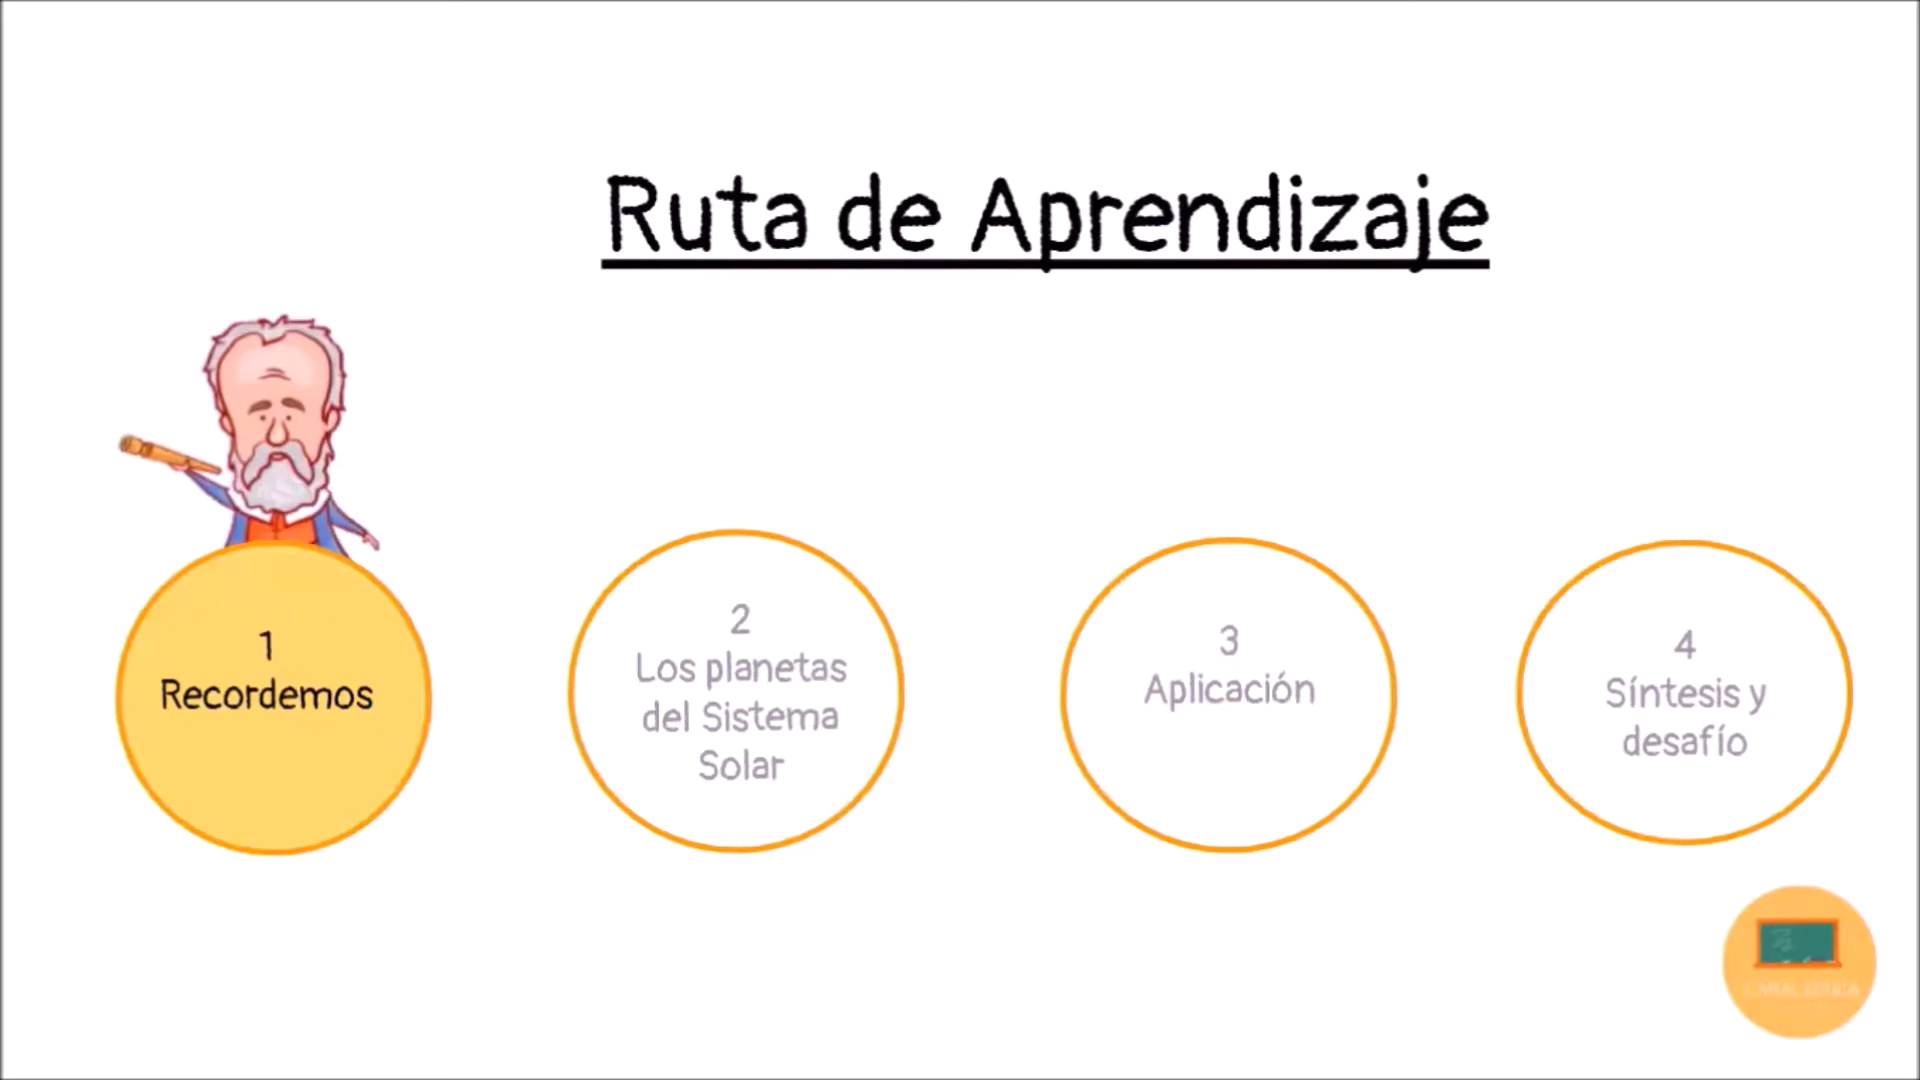 Ruta de Aprendizaje
1
Recordemos
2
Los planetas
del Sistema
Solar
3
Aplicación
4
Síntesis y
desafío